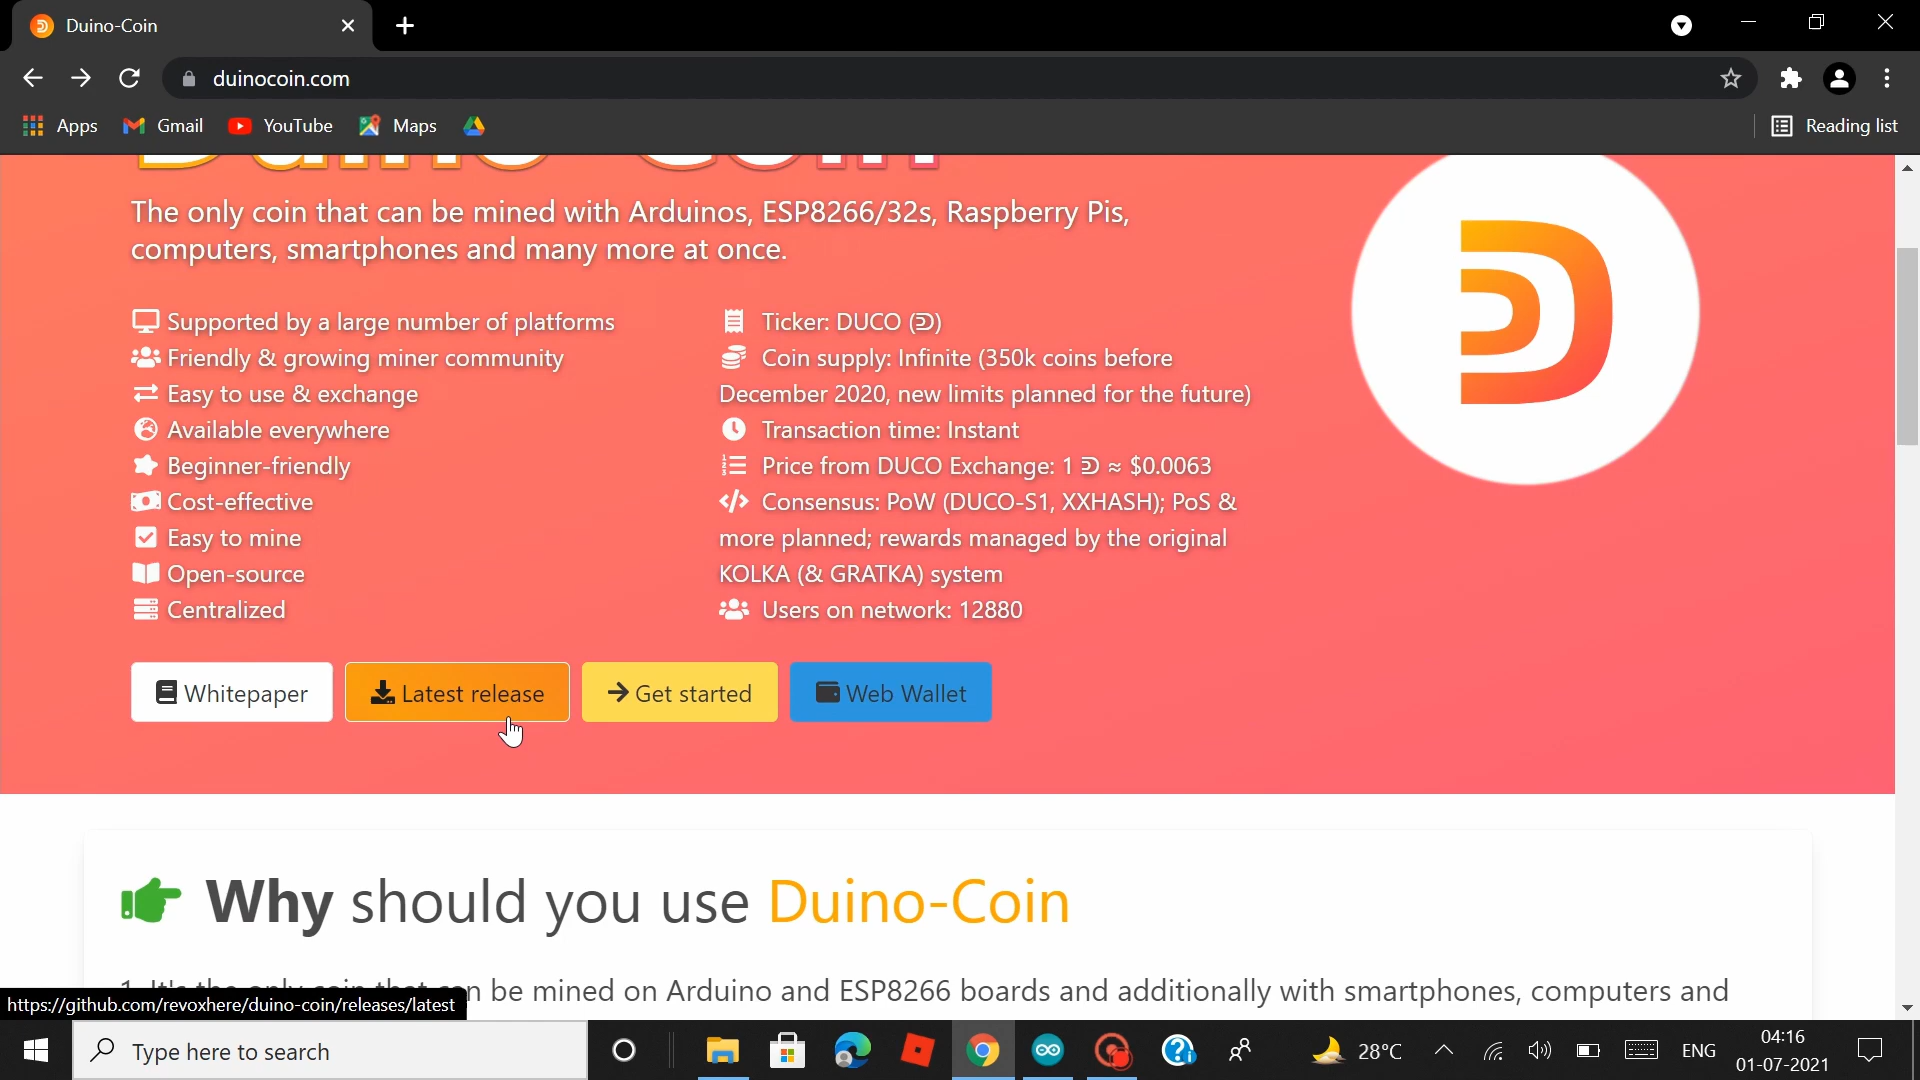 Duino-Coin
duinocoin.com
Apps Gmail YouTube Maps Reading list
The only coin that can be mined with Arduinos, ESP8266/32s, Raspberry Pis,
computers, smartphones and many more at once.
Supported by a large number of platforms
Friendly & growing miner community
Easy to use & exchange
Available everywhere
Beginner-friendly
Cost-effective
Easy to mine
Open-source
Centralized
Ticker: DUCO (ᕲ)
Coin supply: Infinite (350k coins before
December 2020, new limits planned for the future)
Transaction time: Instant
Price from DUCO Exchange: 1 ᕲ ≈ $0.0063
Consensus: PoW (DUCO-S1, XXHASH); PoS &
more planned; rewards managed by the original
KOLKA (& GRATKA) system
Users on network: 12880
Whitepaper Latest release Get started Web Wallet
Why should you use Duino-Coin
1. It's the only coin that can be mined on Arduino and ESP8266 boards and additionally with smartphones, computers and
https://github.com/revoxhere/duino-coin/releases/latest
Type here to search
28°C
ENG
04:16
01-07-2021